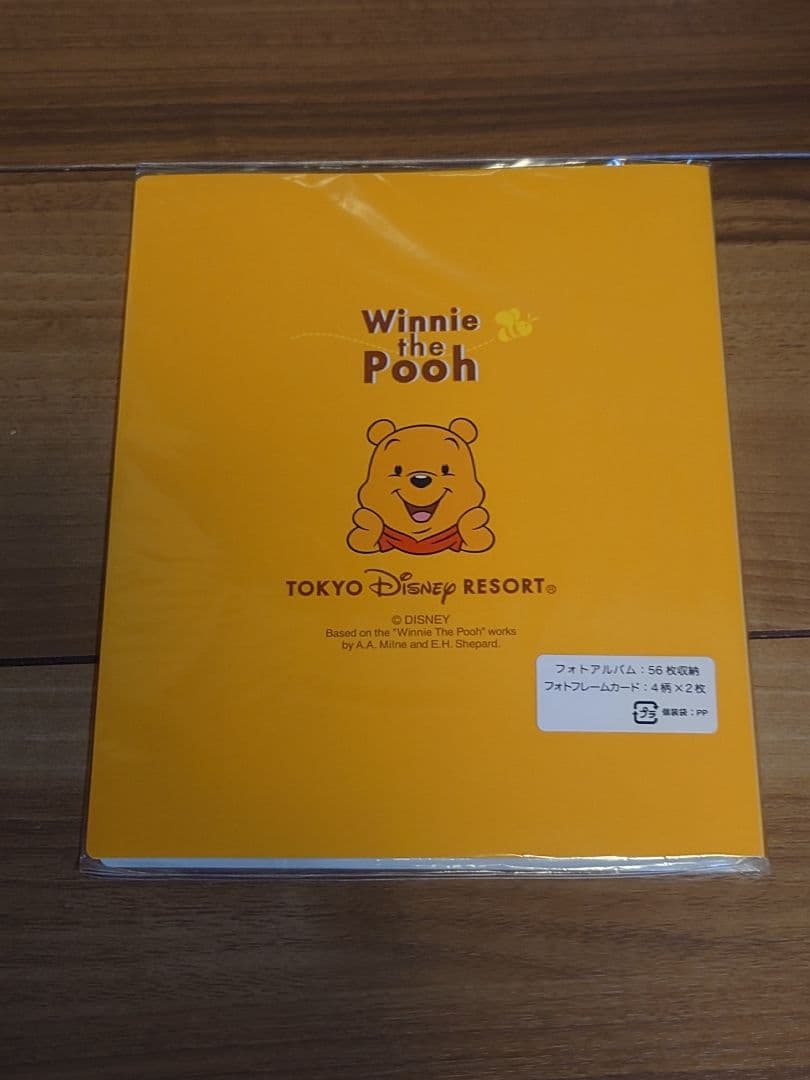 Winnie
the
Pooh
TOKYO Disney RESORT®
© DISNEY
Based on the "Winnie The Pooh" works
by A.A. Milne and E.H. Shepard.
フォトアルバム：56枚収納
フォトフレームカード：4柄×2枚
プラ 個装袋：PP